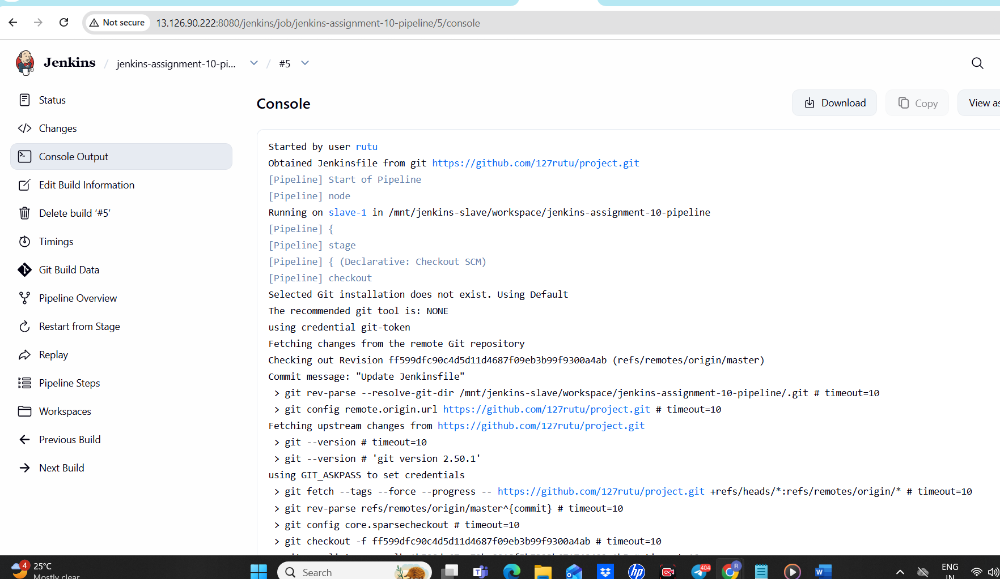 Not secure
13.126.90.222:8080/jenkins/job/jenkins-assignment-10-pipeline/5/console
Jenkins / jenkins-assignment-10-pi... / #5
Status
Changes
Console Output
Edit Build Information
Delete build ‘#5’
Timings
Git Build Data
Pipeline Overview
Restart from Stage
Replay
Pipeline Steps
Workspaces
Previous Build
Next Build
Console
Download
Copy
View as
Started by user rutu
Obtained Jenkinsfile from git https://github.com/127rutu/project.git
[Pipeline] Start of Pipeline
[Pipeline] node
Running on slave-1 in /mnt/jenkins-slave/workspace/jenkins-assignment-10-pipeline
[Pipeline] {
[Pipeline] stage
[Pipeline] { (Declarative: Checkout SCM)
[Pipeline] checkout
Selected Git installation does not exist. Using Default
The recommended git tool is: NONE
using credential git-token
Fetching changes from the remote Git repository
Checking out Revision ff599dfc90c4d5d11d4687f09eb3b99f9300a4ab (refs/remotes/origin/master)
Commit message: "Update Jenkinsfile"
> git rev-parse --resolve-git-dir /mnt/jenkins-slave/workspace/jenkins-assignment-10-pipeline/.git # timeout=10
> git config remote.origin.url https://github.com/127rutu/project.git # timeout=10
Fetching upstream changes from https://github.com/127rutu/project.git
> git --version # timeout=10
> git --version # 'git version 2.50.1'
using GIT_ASKPASS to set credentials
> git fetch --tags --force --progress -- https://github.com/127rutu/project.git +refs/heads/*:refs/remotes/origin/* # timeout=10
> git rev-parse refs/remotes/origin/master^{commit} # timeout=10
> git config core.sparsecheckout # timeout=10
> git checkout -f ff599dfc90c4d5d11d4687f09eb3b99f9300a4ab # timeout=10
4
25°C
Mostly clear
Search
404
R
ENG
IN